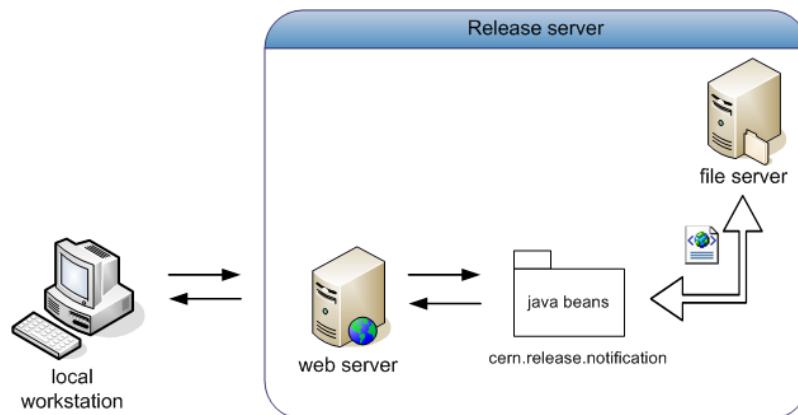 Release server
file server
java beans
cern.release.notification
web server
local
workstation